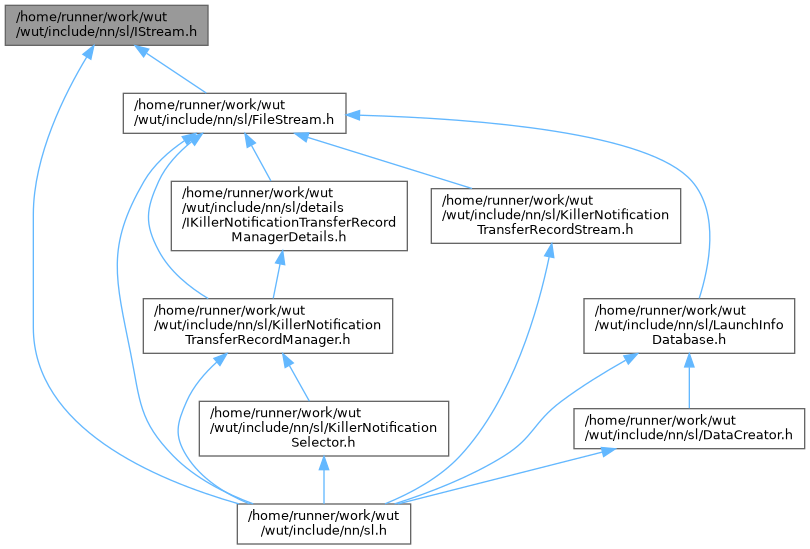 /home/runner/work/wut
/wut/include/nn/sl/IStream.h
/home/runner/work/wut
/wut/include/nn/sl/FileStream.h
/home/runner/work/wut
/wut/include/nn/sl/details
/IKillerNotificationTransferRecord
ManagerDetails.h
/home/runner/work/wut
/wut/include/nn/sl/KillerNotification
TransferRecordStream.h
/home/runner/work/wut
/wut/include/nn/sl/KillerNotification
TransferRecordManager.h
/home/runner/work/wut
/wut/include/nn/sl/LaunchInfo
Database.h
/home/runner/work/wut
/wut/include/nn/sl/KillerNotification
Selector.h
/home/runner/work/wut
/wut/include/nn/sl/DataCreator.h
/home/runner/work/wut
/wut/include/nn/sl.h